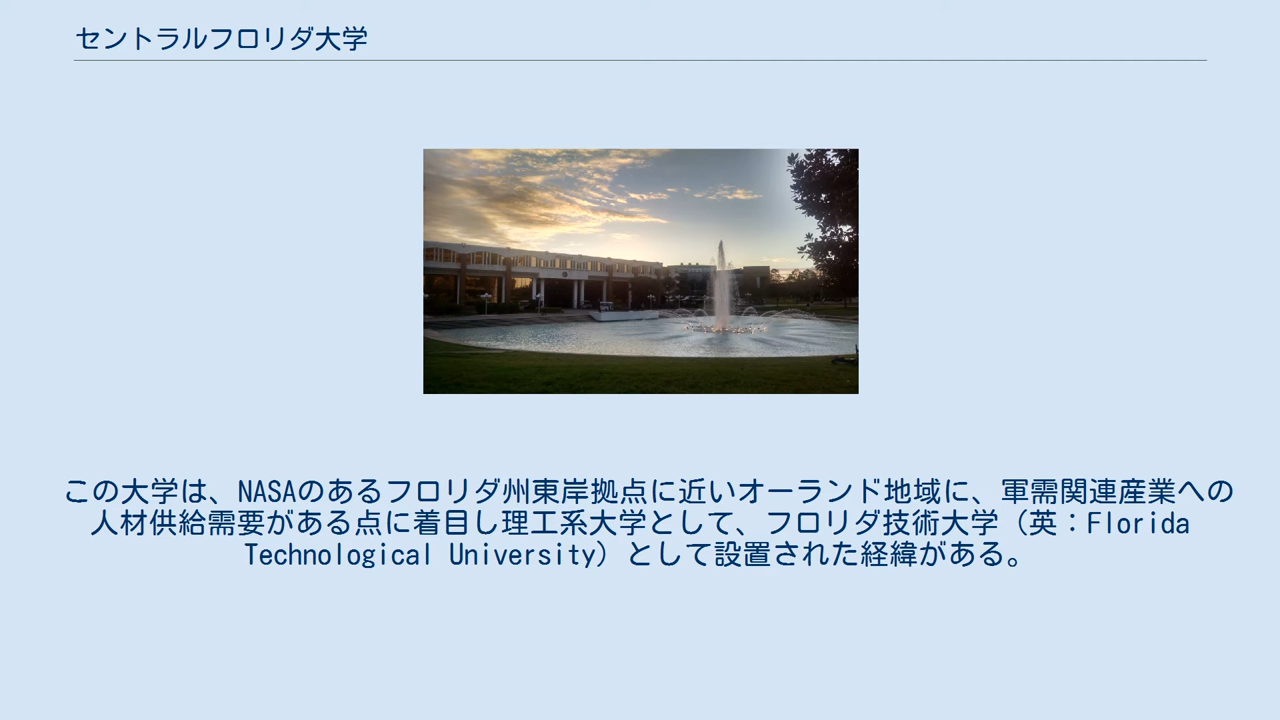 セントラルフロリダ大学
この大学は、NASAのあるフロリダ州東岸拠点に近いオーランド地域に、軍需関連産業への
人材供給需要がある点に着目し理工系大学として、フロリダ技術大学（英：Florida
Technological University）として設置された経緯がある。